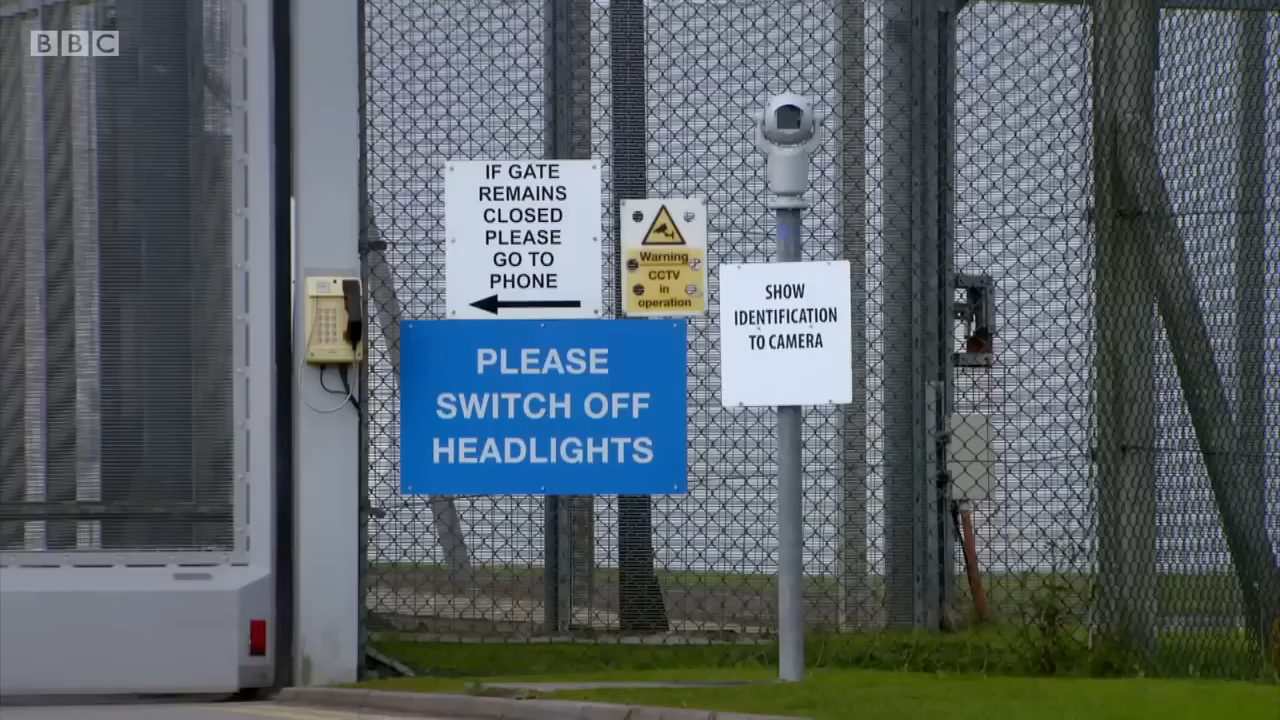 BBC
IF GATE
REMAINS
CLOSED
PLEASE
GO TO
PHONE
Warning
CCTV
in
operation
SHOW
IDENTIFICATION
TO CAMERA
PLEASE
SWITCH OFF
HEADLIGHTS